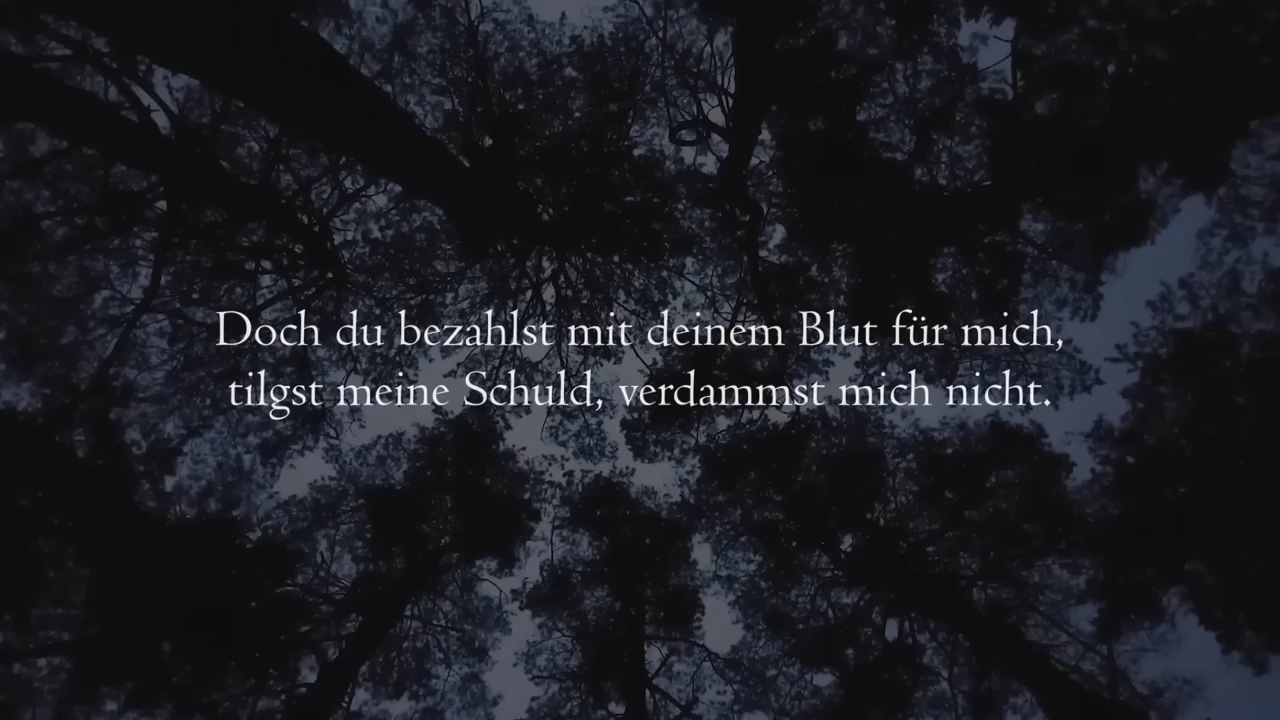 Doch du bezahlst mit deinem Blut für mich,
tilgst meine Schuld, verdammst mich nicht.